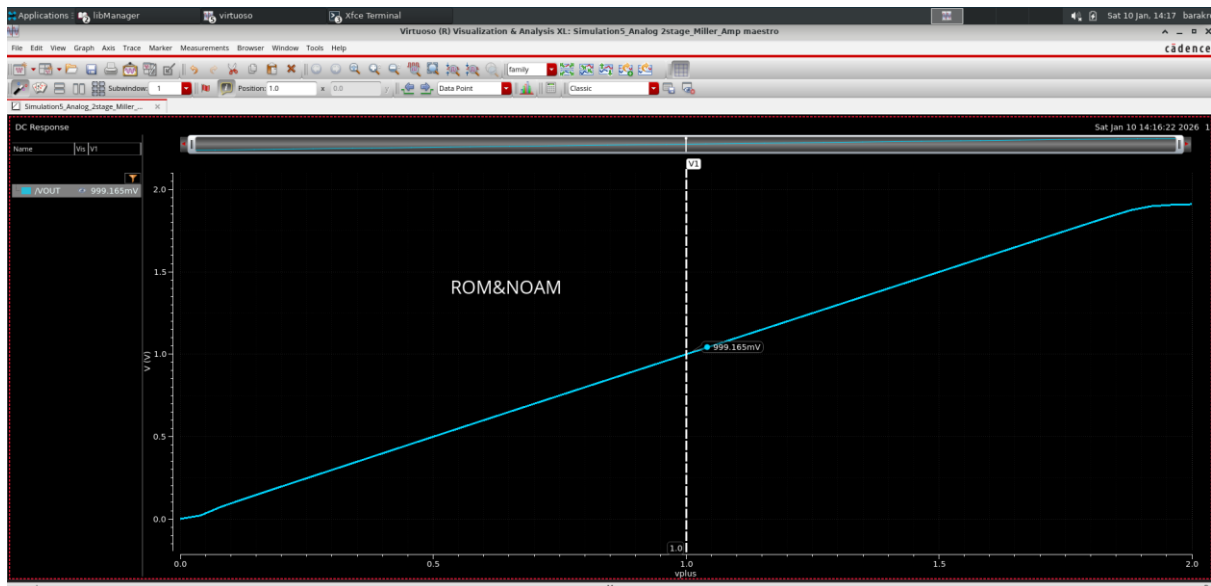 Applications : libManager virtuoso Xfce Terminal Sat 10 Jan, 14:17
Virtuoso (R) Visualization & Analysis XL: Simulation5_Analog 2stage_Miller_Amp maestro
File Edit View Graph Axis Trace Marker Measurements Browser Window Tools Help cādence
family
Subwindow: 1 Position: 1.0 x 0.0 y Data Point Classic
Simulation5_Analog_2stage_Miller_... ×
DC Response Sat Jan 10 14:16:22 2026 1
Name Vis V1
/VOUT 999.165mV
V1
2.0
1.5
ROM&NOAM
1.0
999.165mV
V (V)
0.5
0.0
1.0
0.0 0.5 1.0 1.5 2.0
vplus